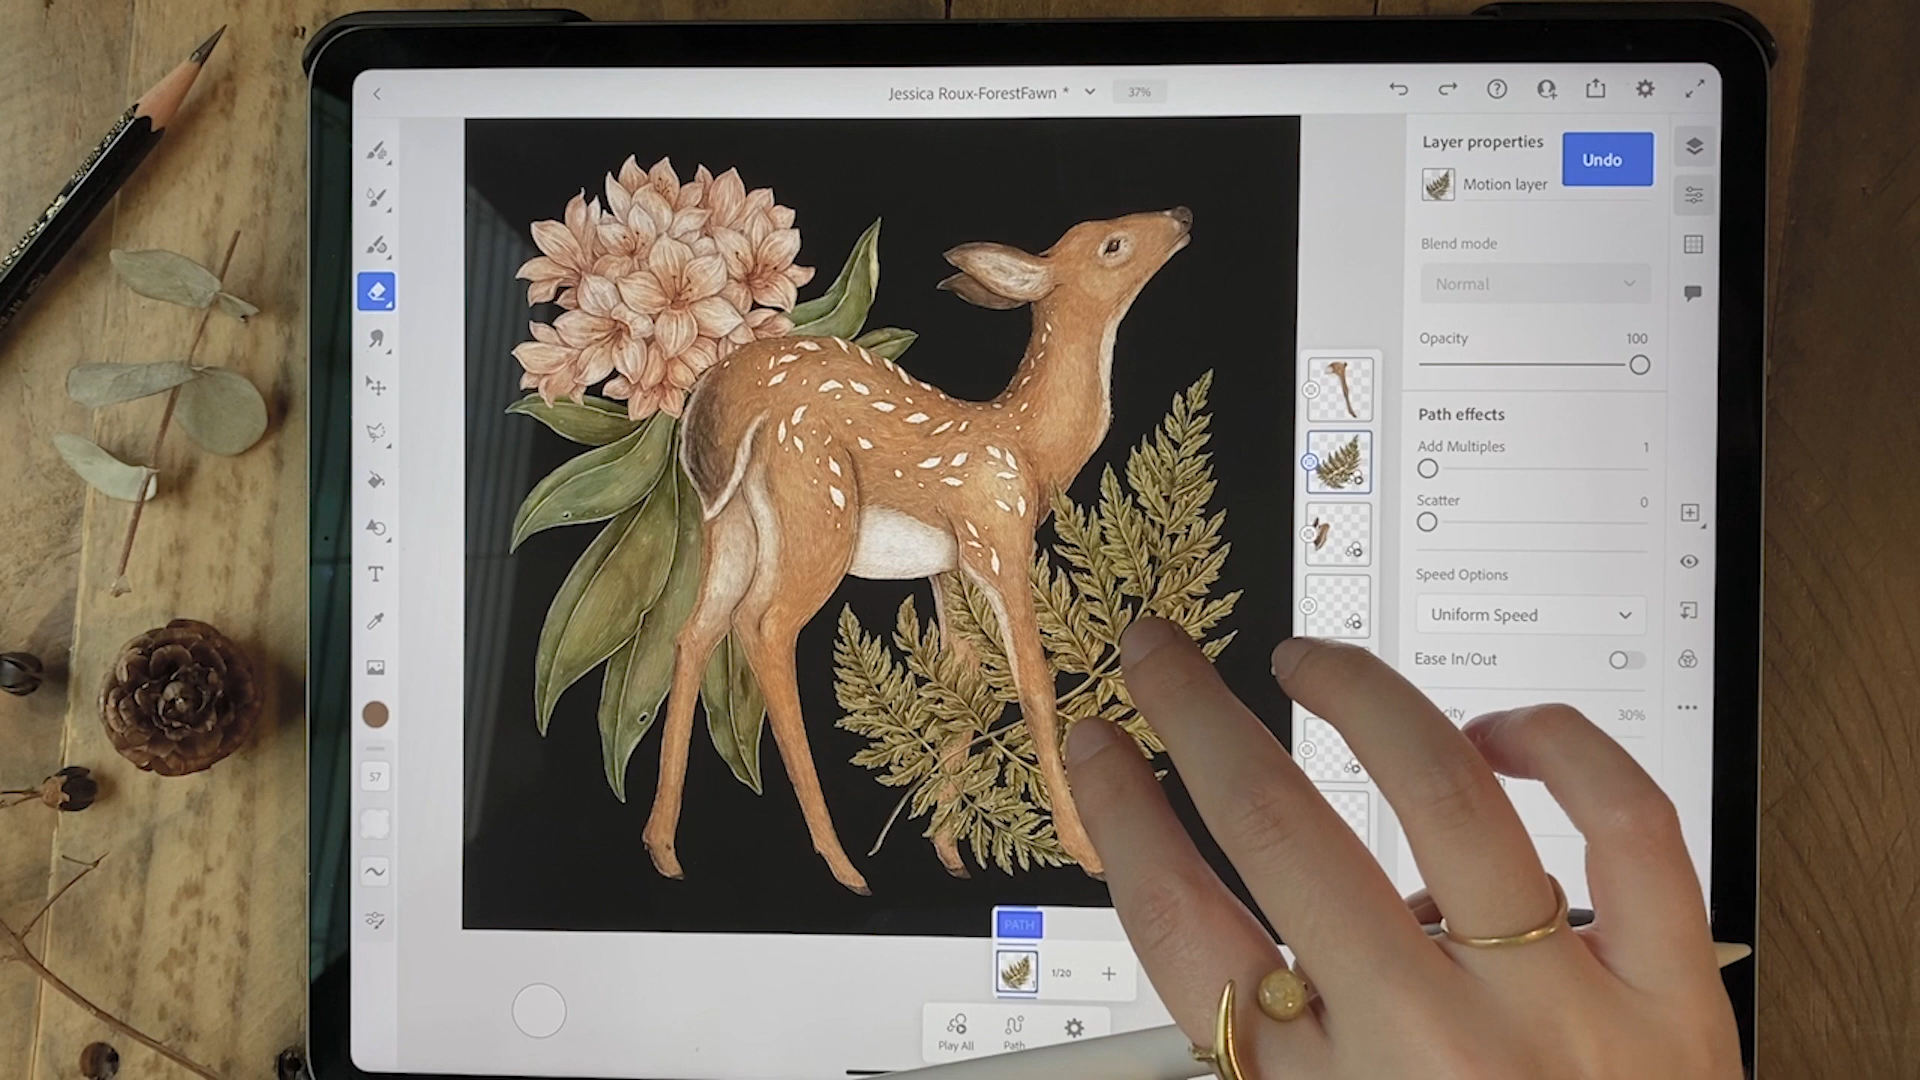 Jessica Roux-ForestFawn *
37%
Layer properties
Undo
Motion layer
Blend mode
Normal
Opacity 100
Path effects
Add Multiples 1
Scatter 0
Speed Options
Uniform Speed
Ease In/Out
city 30%
T
57
PATH
1/20 +
Play All Path